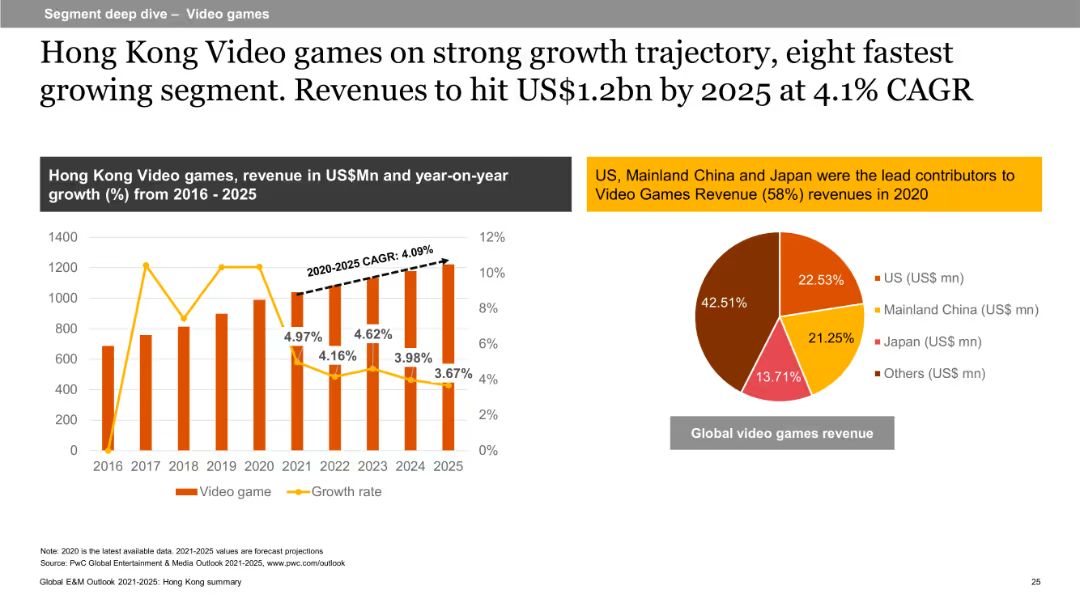 Segment deep dive – Video games
Hong Kong Video games on strong growth trajectory, eight fastest
growing segment. Revenues to hit US$1.2bn by 2025 at 4.1% CAGR
Hong Kong Video games, revenue in US$Mn and year-on-year
growth (%) from 2016 - 2025
1400
1200
1000
800
600
400
200
0
12%
10%
8%
6%
4%
2%
0%
2020-2025 CAGR: 4.09%
4.97%
4.16%
4.62%
3.98%
3.67%
2016 2017 2018 2019 2020 2021 2022 2023 2024 2025
Video game
Growth rate
US, Mainland China and Japan were the lead contributors to
Video Games Revenue (58%) revenues in 2020
22.53%
21.25%
13.71%
42.51%
US (US$ mn)
Mainland China (US$ mn)
Japan (US$ mn)
Others (US$ mn)
Global video games revenue
Note: 2020 is the latest available data. 2021-2025 values are forecast projections
Source: PwC Global Entertainment & Media Outlook 2021-2025, www.pwc.com/outlook
Global E&M Outlook 2021-2025: Hong Kong summary
25